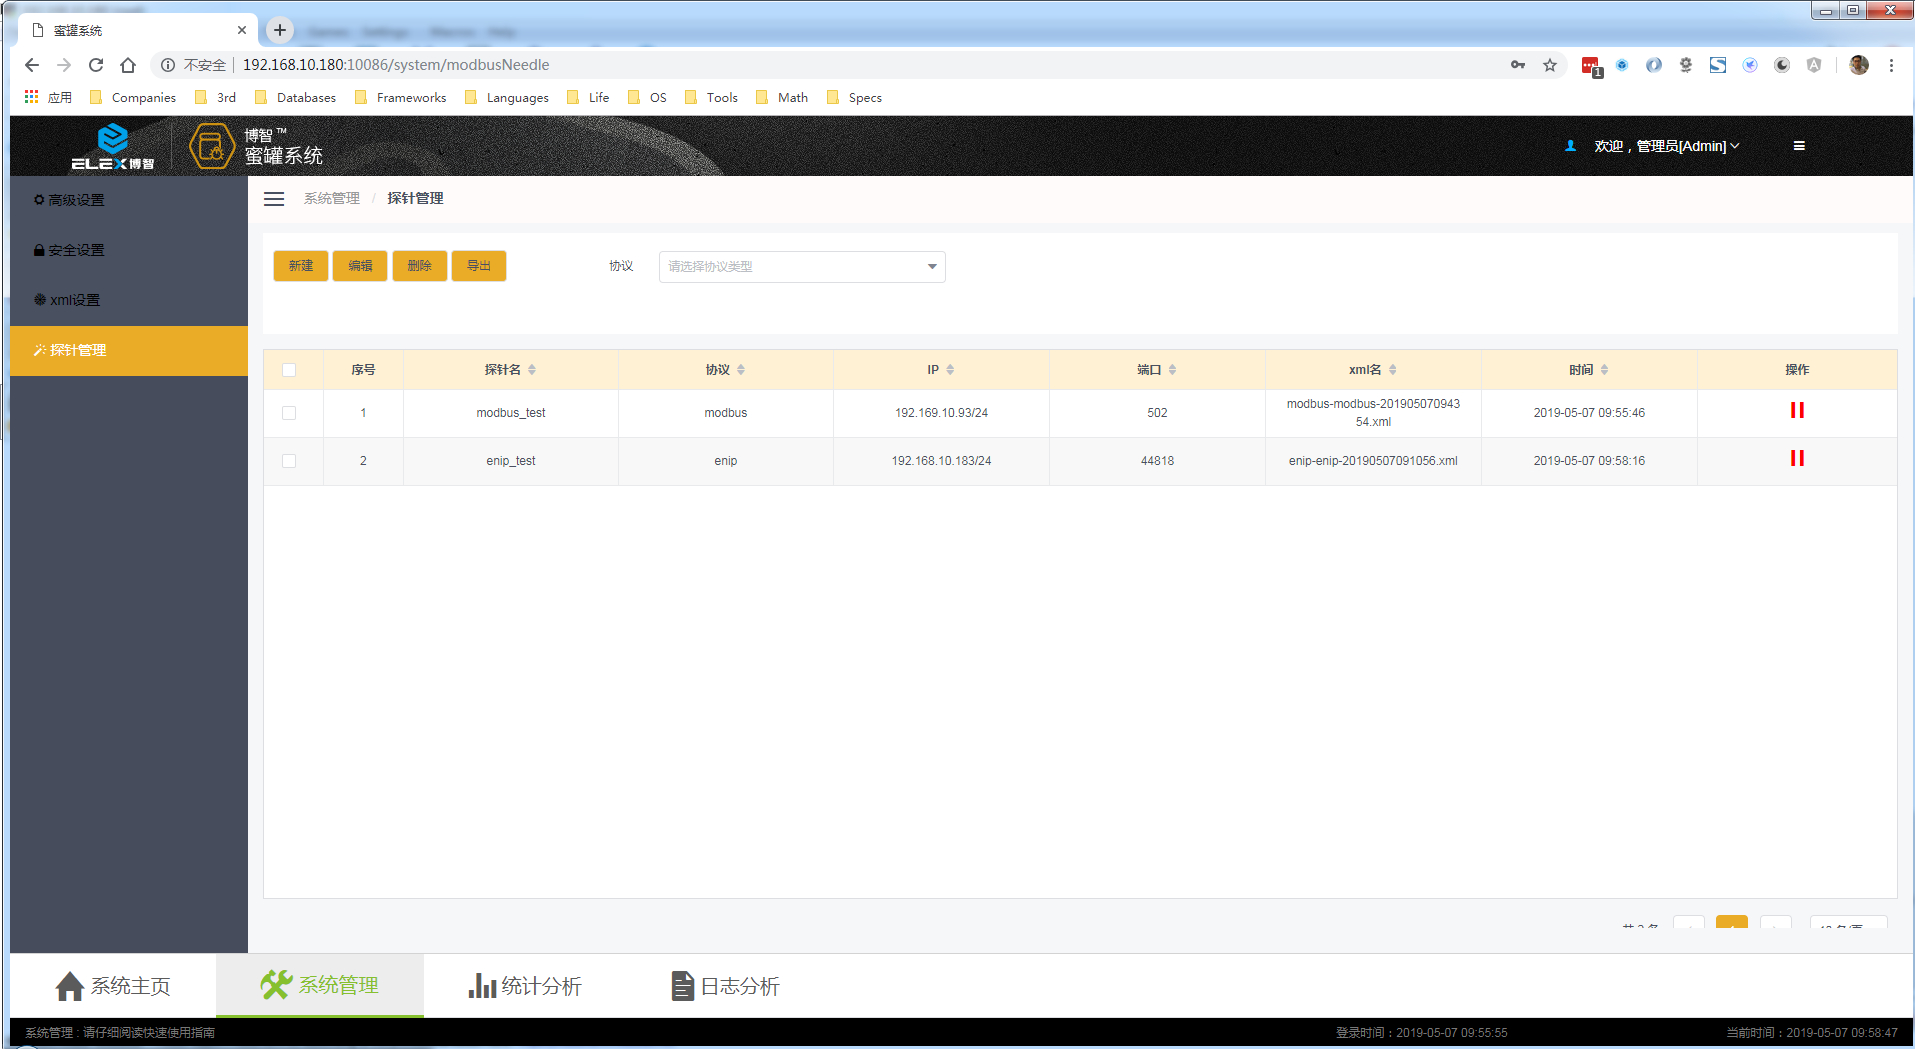 蜜罐系统
不安全 192.168.10.180:10086/system/modbusNeedle
1
应用 Companies 3rd Databases Frameworks Languages Life OS Tools Math Specs
ELEX博智
博智™
蜜罐系统
欢迎，管理员[Admin]
高级设置
安全设置
xml设置
探针管理
系统管理 / 探针管理
新建 编辑 删除 导出 协议 请选择协议类型
序号 探针名 协议 IP 端口 xml名 时间 操作
1 modbus_test modbus 192.169.10.93/24 502 modbus-modbus-201905070943
54.xml 2019-05-07 09:55:46
2 enip_test enip 192.168.10.183/24 44818 enip-enip-20190507091056.xml 2019-05-07 09:58:16
系统主页 系统管理 统计分析 日志分析
系统管理 : 请仔细阅读快速使用指南 登录时间 : 2019-05-07 09:55:55 当前时间 : 2019-05-07 09:58:47